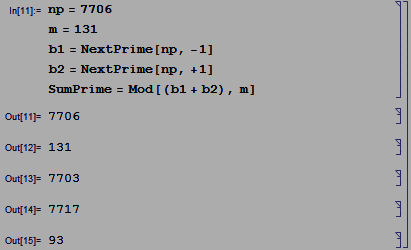 In[11]:= np = 7706
m = 131
b1 = NextPrime[np, -1]
b2 = NextPrime[np, +1]
SumPrime = Mod[(b1 + b2), m]
Out[11]= 7706
Out[12]= 131
Out[13]= 7703
Out[14]= 7717
Out[15]= 93